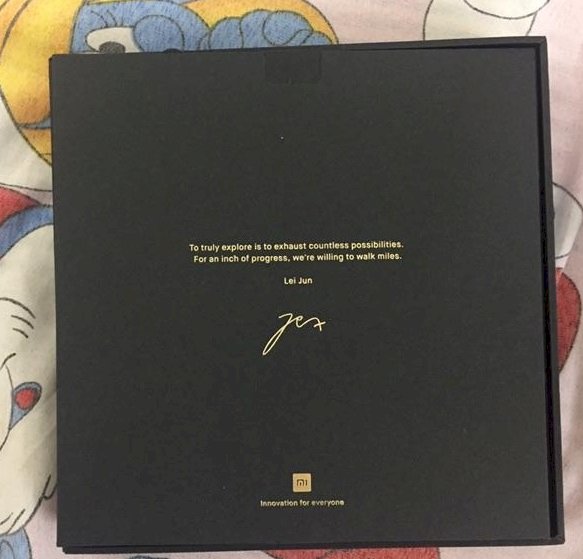 To truly explore is to exhaust countless possibilities.
For an inch of progress, we're willing to walk miles.
Lei Jun
mi
Innovation for everyone